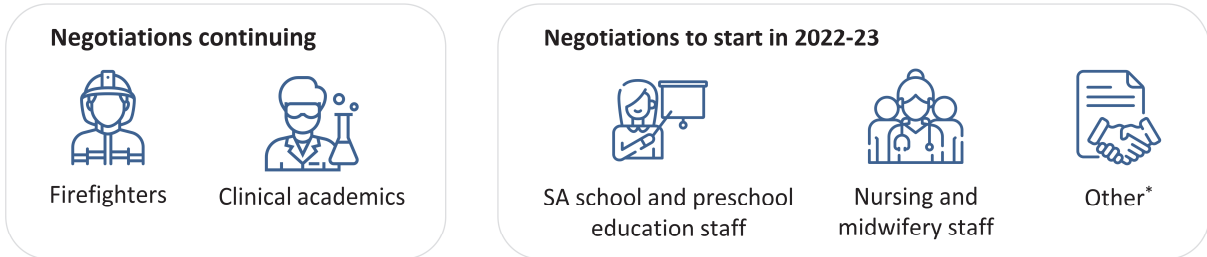 Negotiations continuing
Firefighters
Clinical academics
Negotiations to start in 2022-23
SA school and preschool
education staff
Nursing and
midwifery staff
Other*